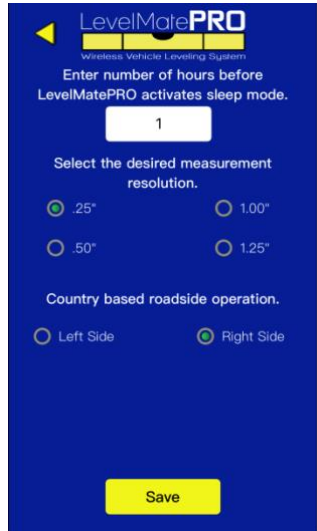 LevelMatePRO
Wireless Vehicle Leveling System
Enter number of hours before
LevelMatePRO activates sleep mode.
1
Select the desired measurement
resolution.
.25" 1.00"
.50" 1.25"
Country based roadside operation.
Left Side Right Side
Save